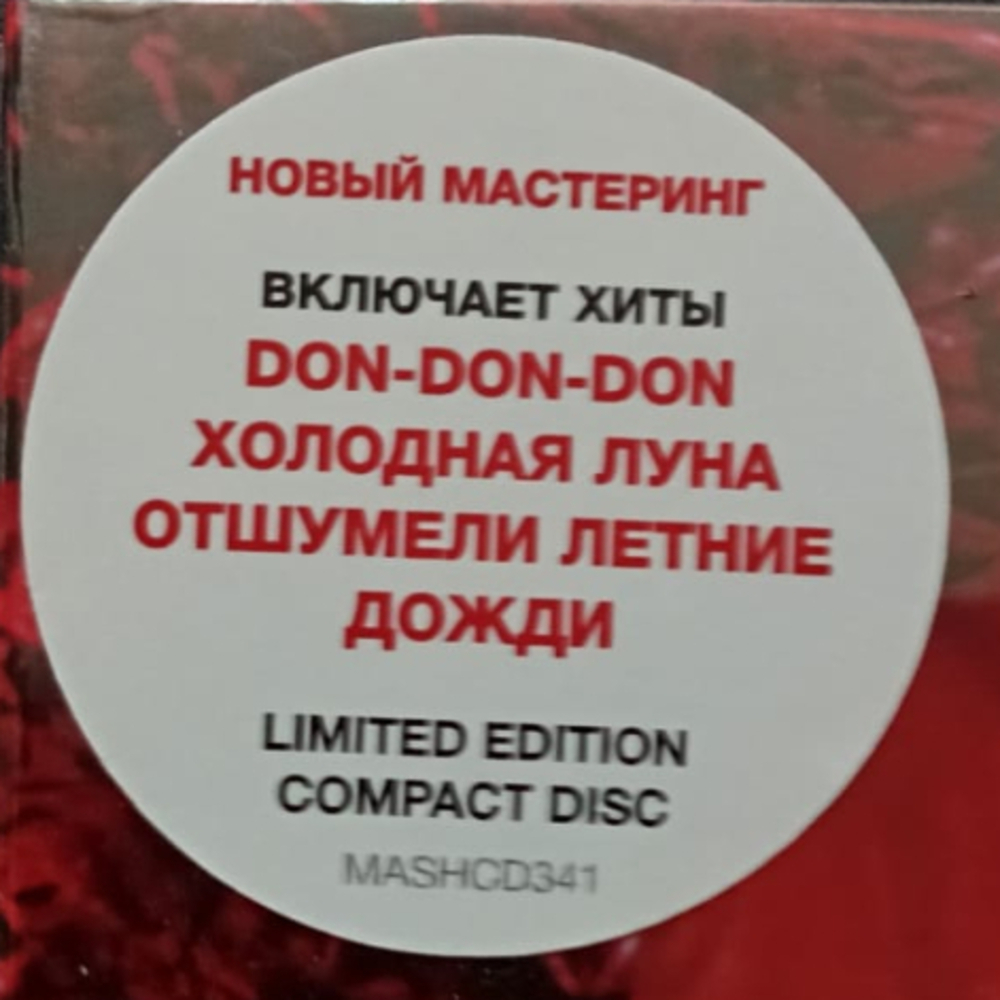 НОВЫЙ МАСТЕРИНГ
ВКЛЮЧАЕТ ХИТЫ
DON-DON-DON
ХОЛОДНАЯ ЛУНА
ОТШУМЕЛИ ЛЕТНИЕ
ДОЖДИ
LIMITED EDITION
COMPACT DISC
MASHCD341